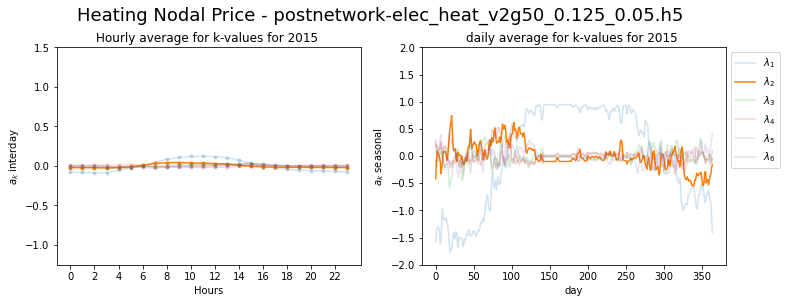 Heating Nodal Price - postnetwork-elec_heat_v2g50_0.125_0.05.h5
Hourly average for k-values for 2015
1.5
1.0
0.5
0.0
−0.5
−1.0
a_k interday
0 2 4 6 8 10 12 14 16 18 20 22
Hours
daily average for k-values for 2015
2.0
1.5
1.0
0.5
0.0
−0.5
−1.0
−1.5
−2.0
a_k seasonal
0 50 100 150 200 250 300 350
day
λ₁
λ₂
λ₃
λ₄
λ₅
λ₆